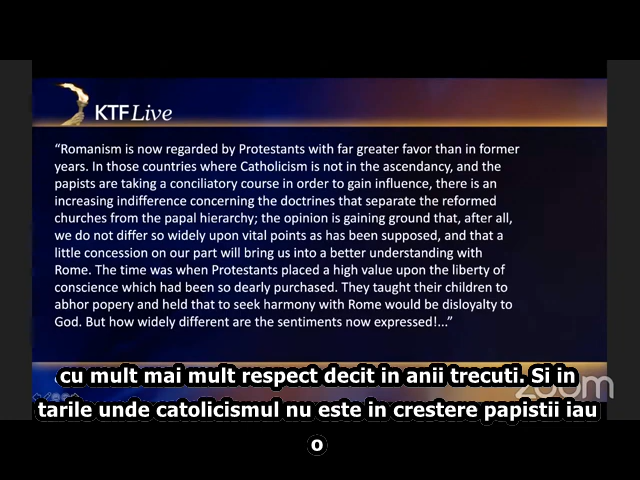 KTF Live
“Romanism is now regarded by Protestants with far greater favor than in former
years. In those countries where Catholicism is not in the ascendancy, and the
papists are taking a conciliatory course in order to gain influence, there is an
increasing indifference concerning the doctrines that separate the reformed
churches from the papal hierarchy; the opinion is gaining ground that, after all,
we do not differ so widely upon vital points as has been supposed, and that a
little concession on our part will bring us into a better understanding with
Rome. The time was when Protestants placed a high value upon the liberty of
conscience which had been so dearly purchased. They taught their children to
abhor popery and held that to seek harmony with Rome would be disloyalty to
God. But how widely different are the sentiments now expressed!...”
cu mult mai mult respect decit in anii trecuti. Si in
zoom
tarile unde catolicismul nu este in crestere papistii iau
o